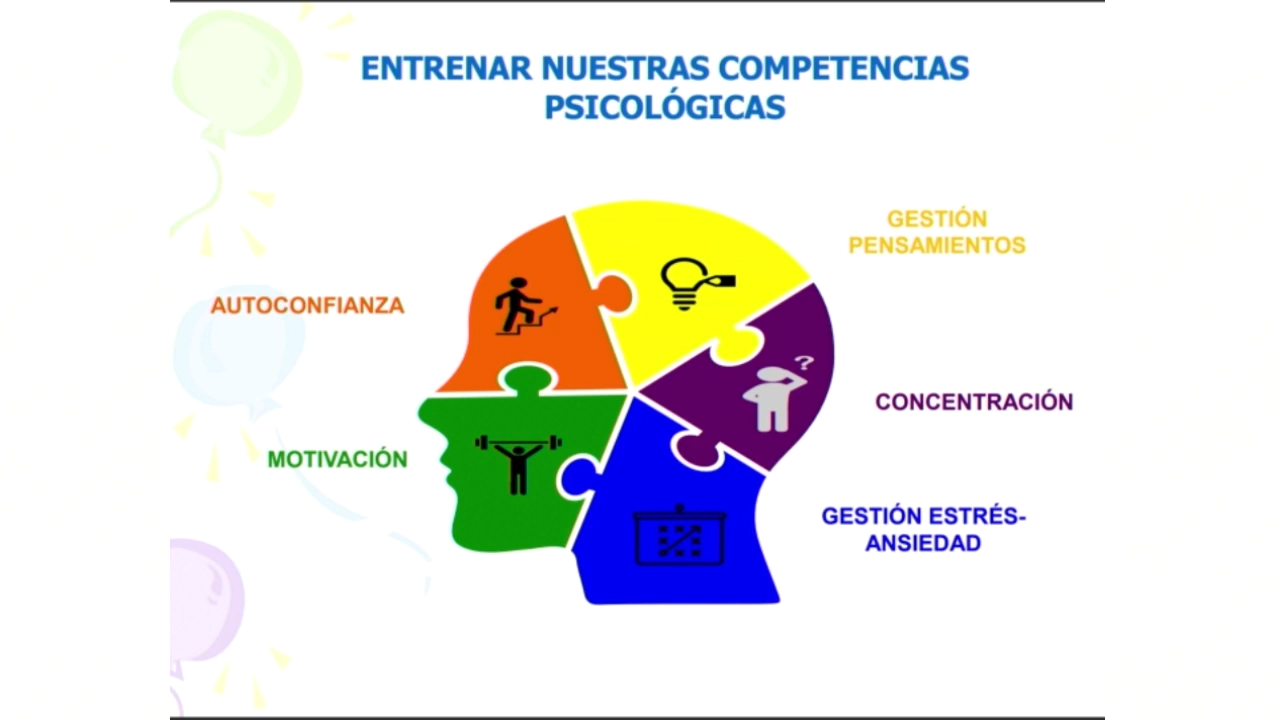 ENTRENAR NUESTRAS COMPETENCIAS
PSICOLÓGICAS
GESTIÓN
PENSAMIENTOS
AUTOCONFIANZA
?
CONCENTRACIÓN
MOTIVACIÓN
GESTIÓN ESTRÉS-
ANSIEDAD